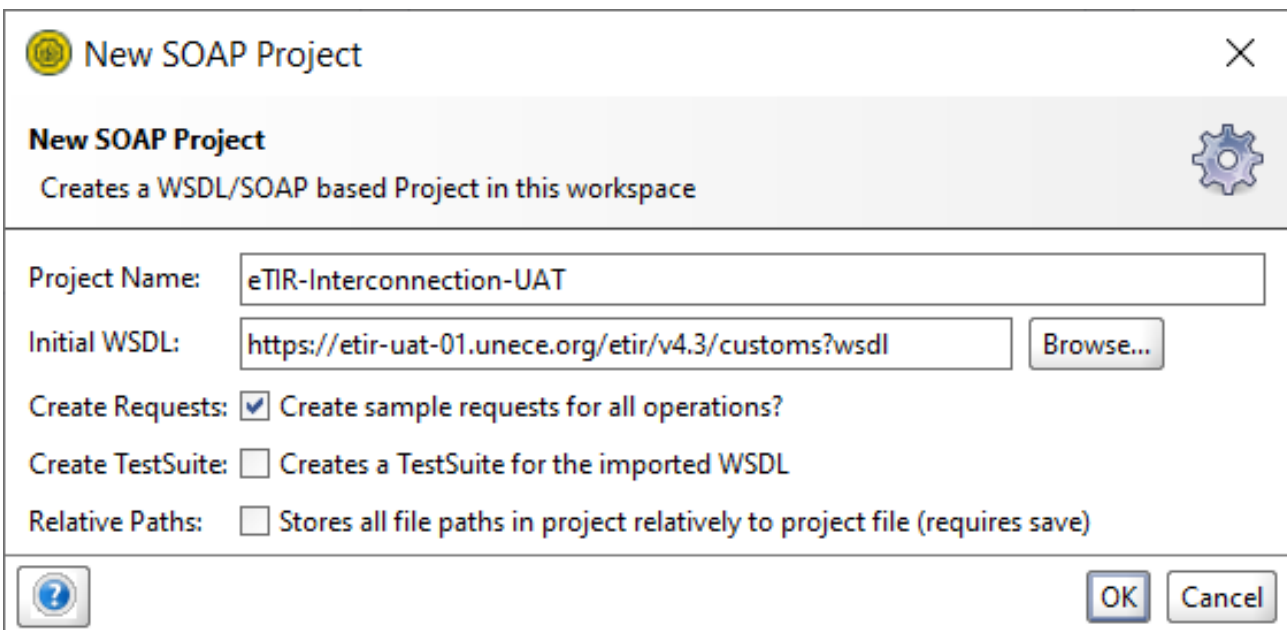 New SOAP Project
New SOAP Project
Creates a WSDL/SOAP based Project in this workspace
Project Name: eTIR-Interconnection-UAT
Initial WSDL: https://etir-uat-01.unece.org/etir/v4.3/customs?wsdl Browse...
Create Requests: Create sample requests for all operations?
Create TestSuite: Creates a TestSuite for the imported WSDL
Relative Paths: Stores all file paths in project relatively to project file (requires save)
? OK Cancel